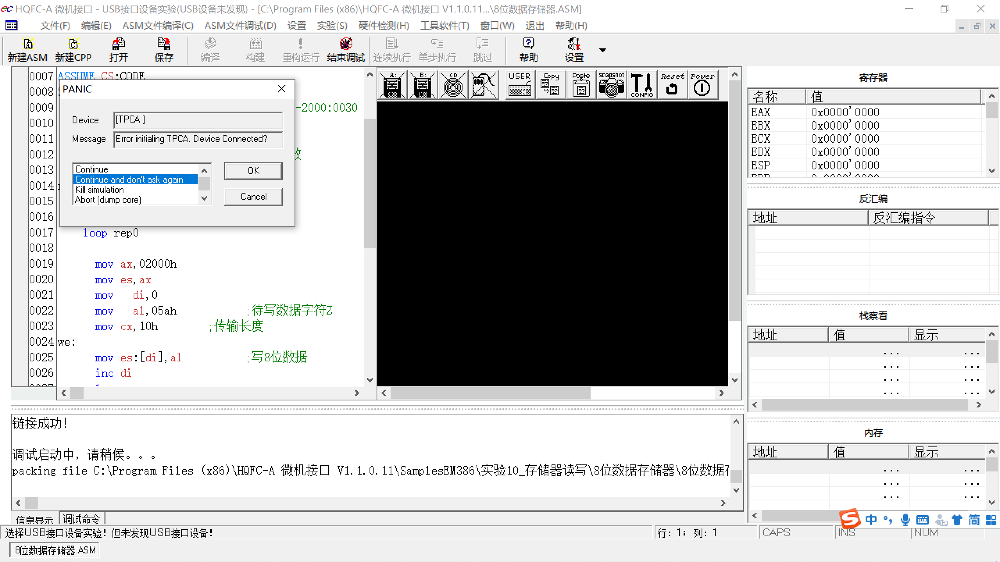 HQFC-A 微机接口 - USB接口设备实验(USB设备未发现) - [C:\Program Files (x86)\HQFC-A 微机接口 V1.1.0.11...\8位数据存储器.ASM]
文件(F) 编辑(E) ASM文件编译(C) ASM文件调试(D) 设置 实验(S) 硬件检测(H) 工具软件(T) 窗口(W) 退出 帮助(H)
新建ASM 新建CPP 打开 保存 编译 构建 重构运行 结束调试 连续执行 单步执行 跳过 帮助 设置
0007 ASSUME CS:CODE
0008
0009 -2000:0030
0010
0011
0012 数
0013
0014
0015
0016
0017 loop rep0
0018
0019 mov ax,02000h
0020 mov es,ax
0021 mov di,0
0022 mov al,05ah ;待写数据字符Z
0023 mov cx,10h ;传输长度
0024 we:
0025 mov es:[di],al ;写8位数据
0026 inc di
PANIC
Device [TPCA ]
Message Error initialing TPCA. Device Connected?
Continue
Continue and don't ask again
Kill simulation
Abort (dump core)
OK
Cancel
A: B: CD USER Copy Poste snapshot CONFIG Reset Power
寄存器
名称 值
EAX 0x0000'0000
EBX 0x0000'0000
ECX 0x0000'0000
EDX 0x0000'0000
ESP 0x0000'0000
反汇编
地址 反汇编指令
栈察看
地址 值 显示
... ...
... ...
... ...
... ...
内存
地址 值 显示
... ...
... ...
... ...
链接成功!
调试启动中，请稍候。。。
packing file C:\Program Files (x86)\HQFC-A 微机接口 V1.1.0.11\SamplesEM386\实验10_存储器读写\8位数据存储器\8位数据
信息显示 调试命令
中 简
选择USB接口设备实验！但未发现USB接口设备！ 行：1；列：1 CAPS INS NUM
8位数据存储器.ASM